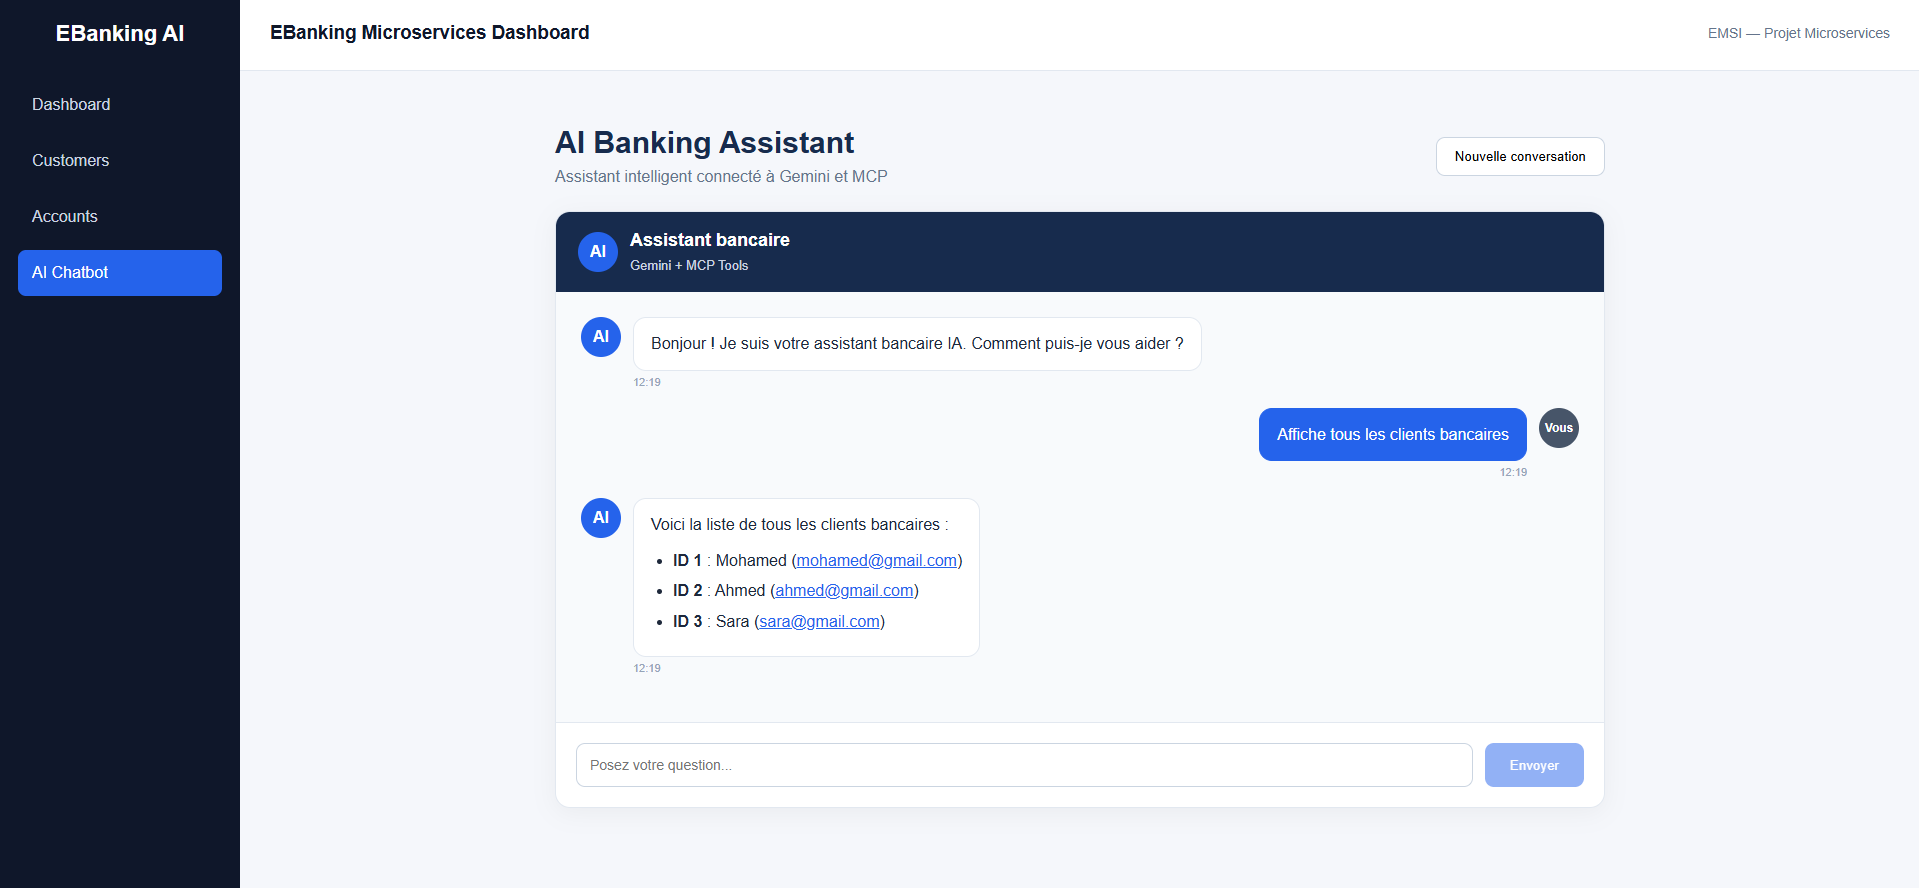 EBanking AI
EBanking Microservices Dashboard
EMSI — Projet Microservices
Dashboard
Customers
Accounts
AI Chatbot
AI Banking Assistant
Assistant intelligent connecté à Gemini et MCP
Nouvelle conversation
AI
Assistant bancaire
Gemini + MCP Tools
AI
Bonjour ! Je suis votre assistant bancaire IA. Comment puis-je vous aider ?
12:19
Affiche tous les clients bancaires
Vous
12:19
AI
Voici la liste de tous les clients bancaires :
• ID 1 : Mohamed (mohamed@gmail.com)
• ID 2 : Ahmed (ahmed@gmail.com)
• ID 3 : Sara (sara@gmail.com)
12:19
Posez votre question...
Envoyer